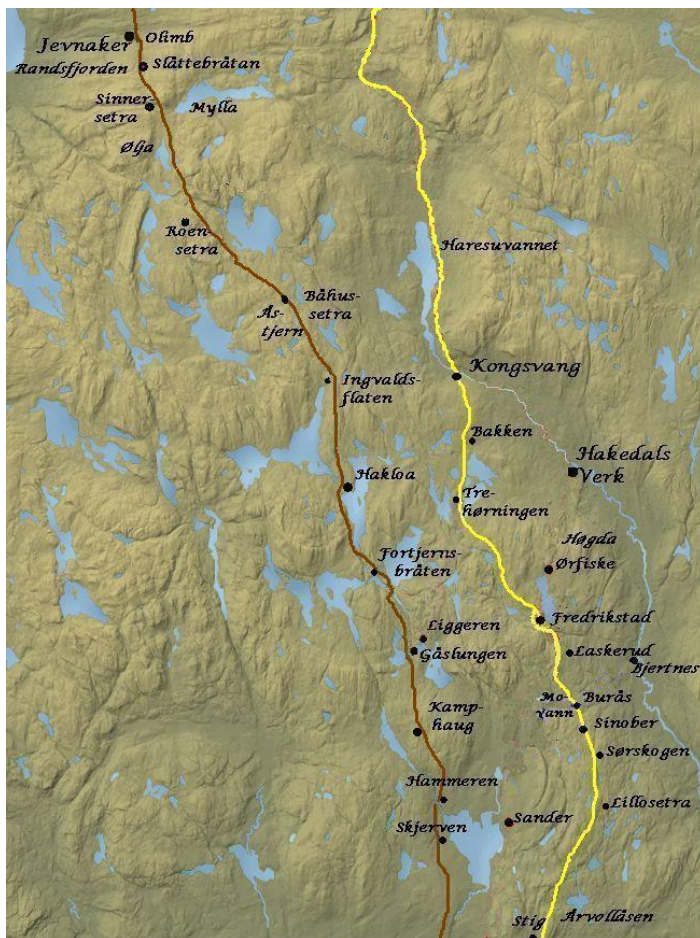 Jevnaker
Olimb
Randsfjorden
Slåttebråtan
Sinner-
setra
Mylla
Ølja
Roen-
setra
Haresuvannet
Båhus-
setra
Ås-
tjern
Kongsvang
Ingvalds-
flaten
Bakken
Hakedals
Verk
Hakloa
Tre-
hørningen
Høgda
Ørfiske
Fortjerns-
bråten
Fredrikstad
Liggeren
Gåslungen
Laskerud
Bjertnes
Mo-
vann
Burås
Sinober
Kamp-
haug
Sørskogen
Hammeren
Lillosetra
Sander
Skjerven
Stig
Årvollåsen